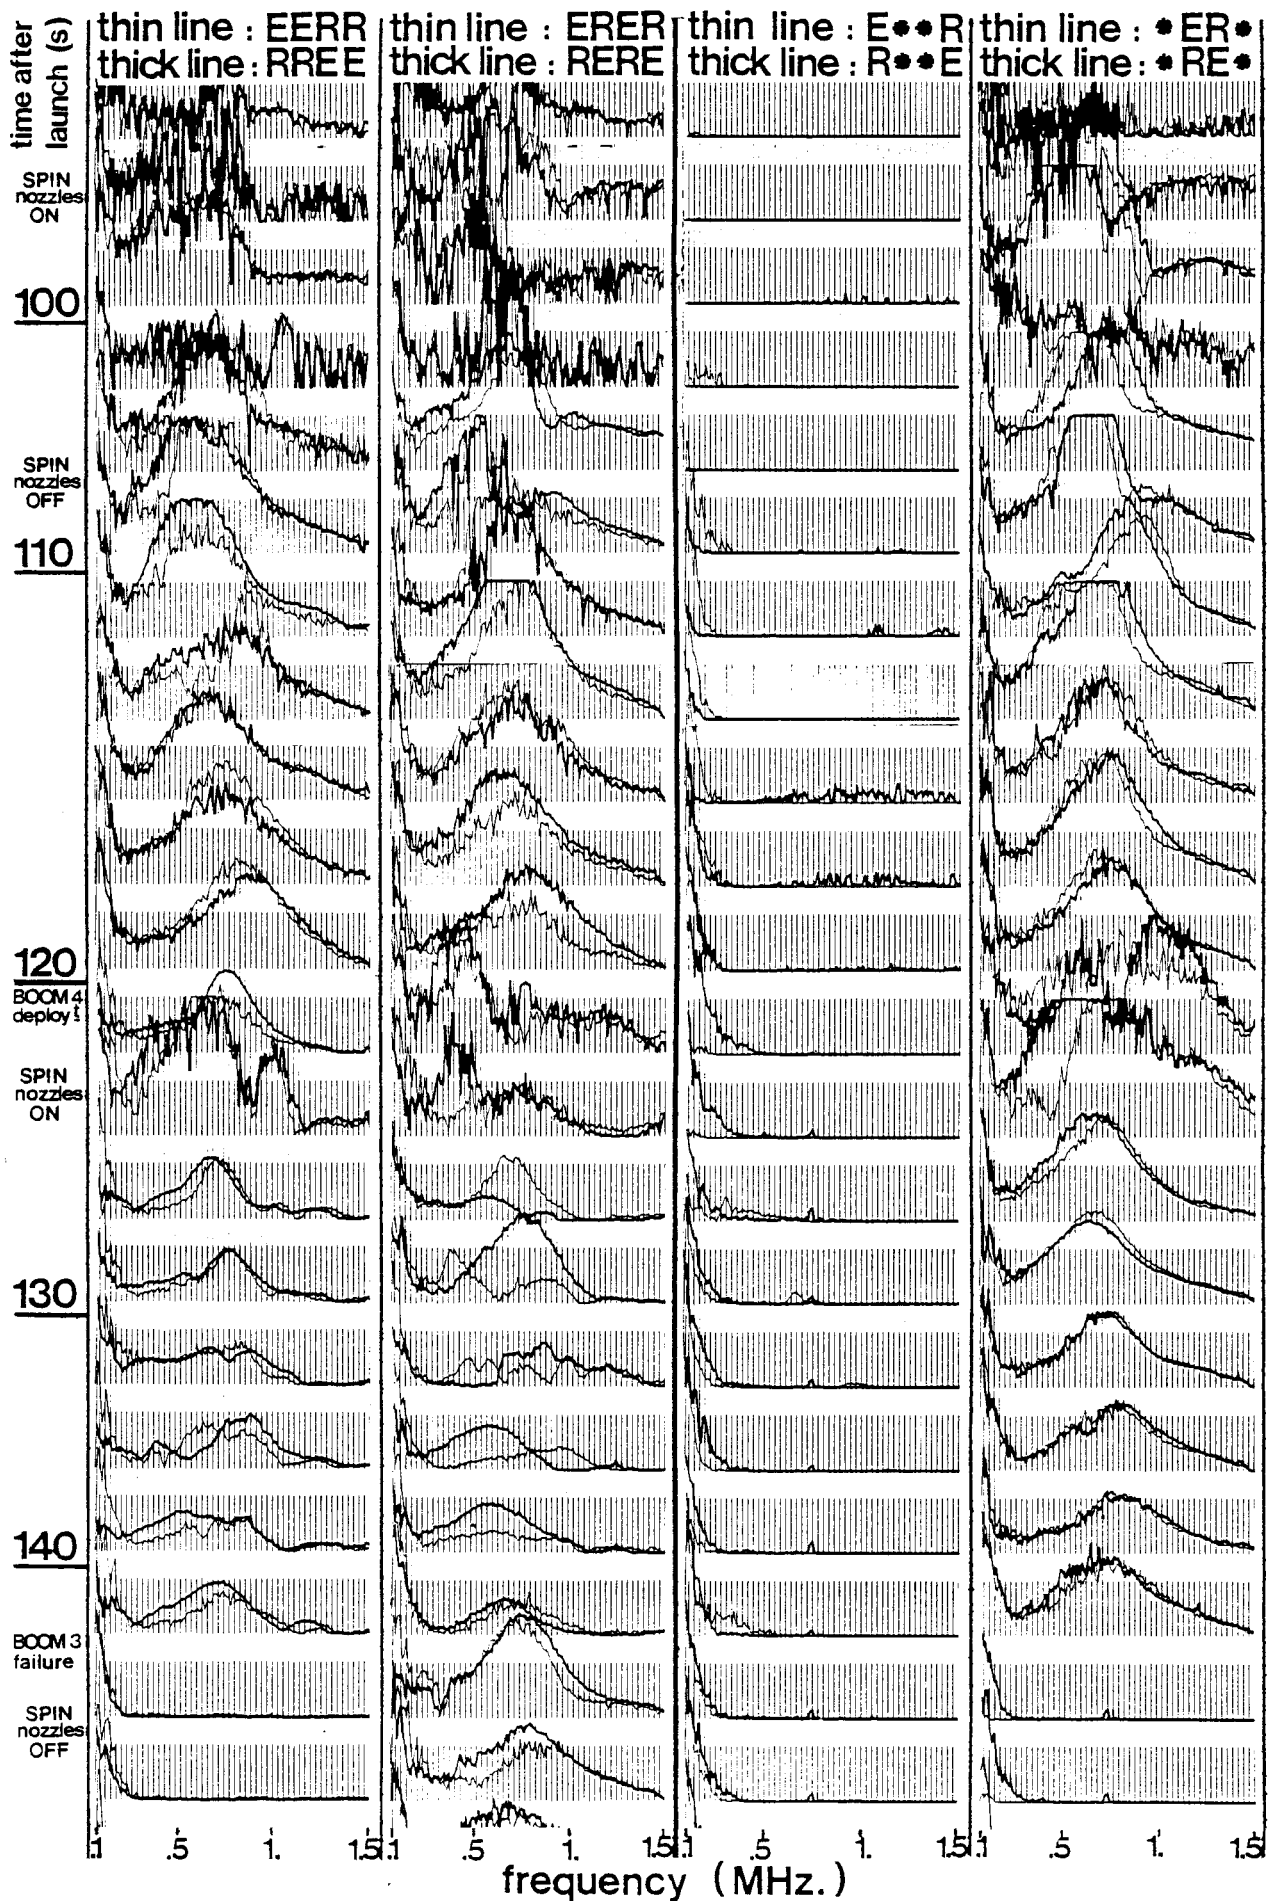 time after
launch (s)
thin line : EERR
thick line : RREE
thin line : ERER
thick line : RERE
thin line : E**R
thick line : R**E
thin line : *ER*
thick line : *RE*
SPIN
nozzles
ON
100
SPIN
nozzles
OFF
110
120
BOOM 4
deploy.t
SPIN
nozzles
ON
130
140
BOOM 3
failure
SPIN
nozzles
OFF
.1 .5 1. 1.5 .1 .5 1. 1.5 .1 .5 1. 1.5 .1 .5 1. 1.5
frequency (MHz.)